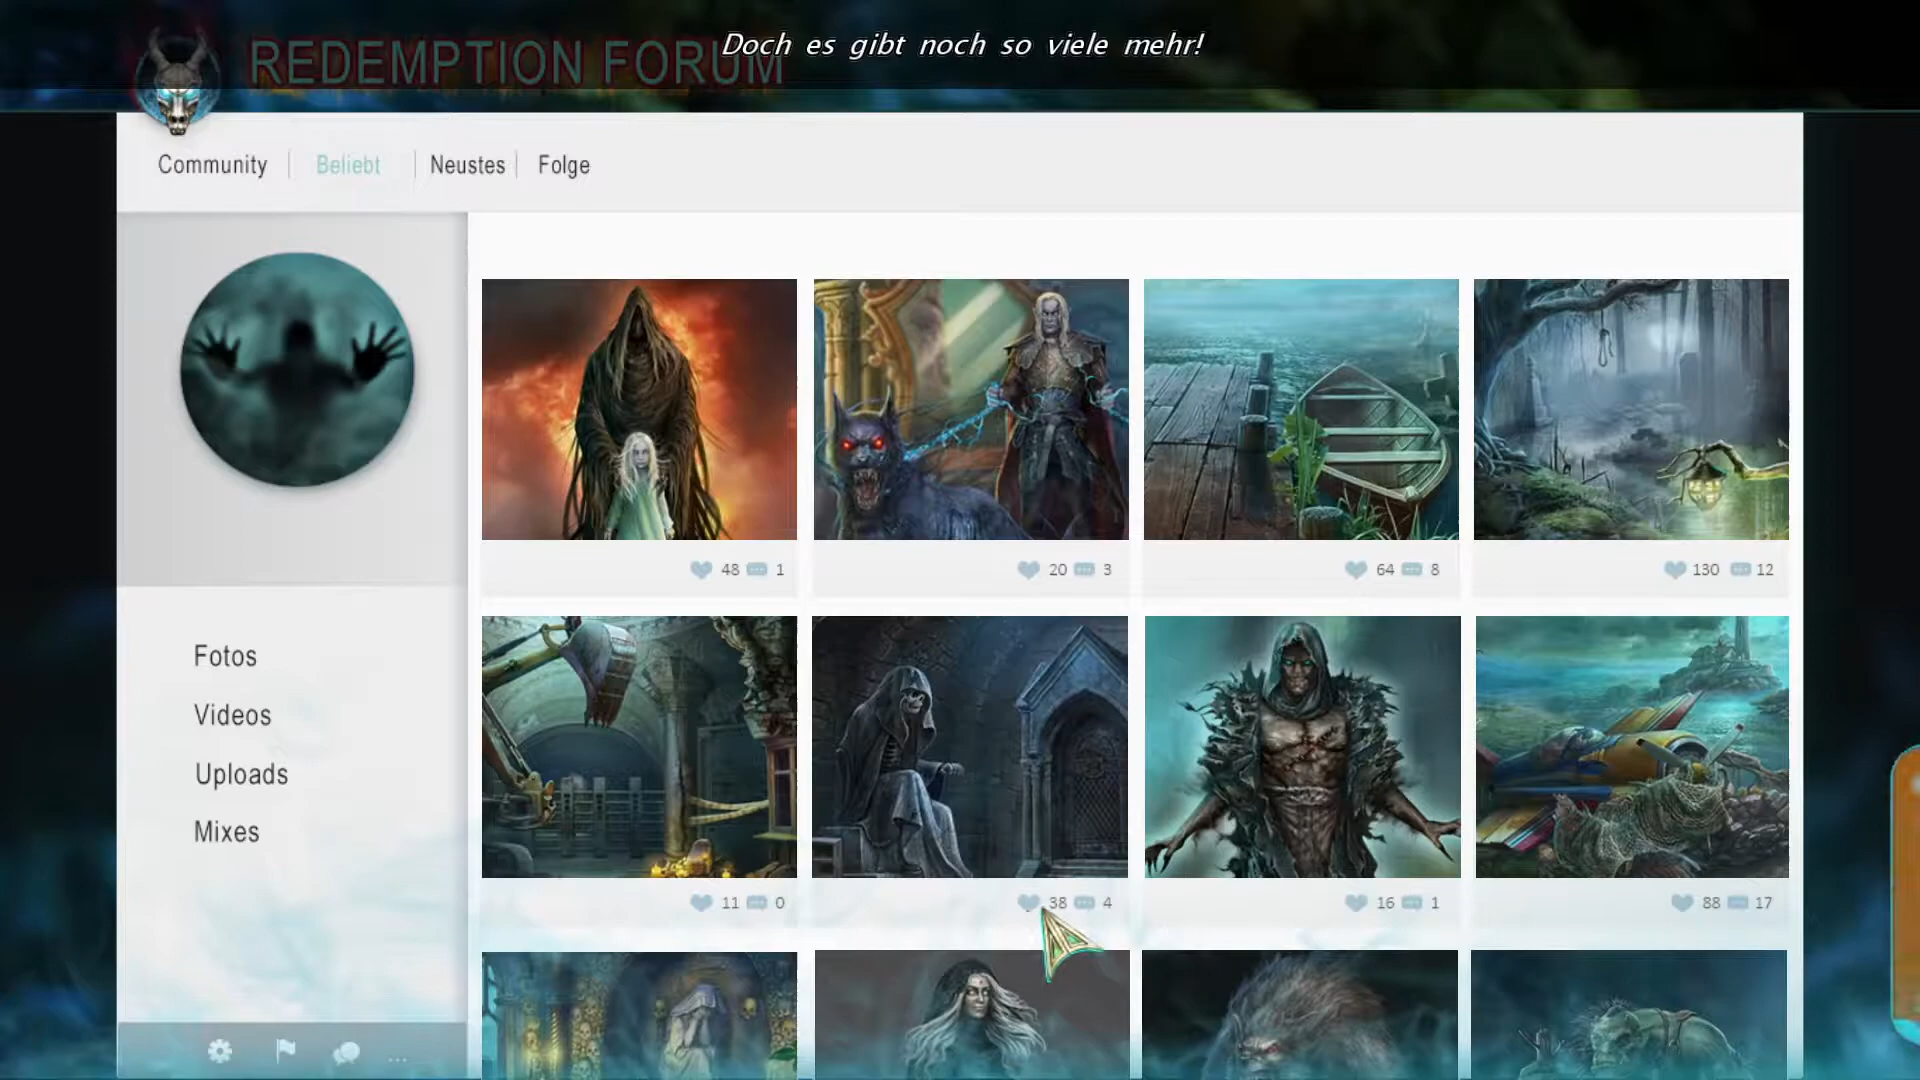 REDEMPTION FORUM
Doch es gibt noch so viele mehr!
Community
Beliebt
Neustes
Folge
48 1
20 3
64 8
130 12
Fotos
Videos
Uploads
Mixes
11 0
38 4
16 1
88 17
...